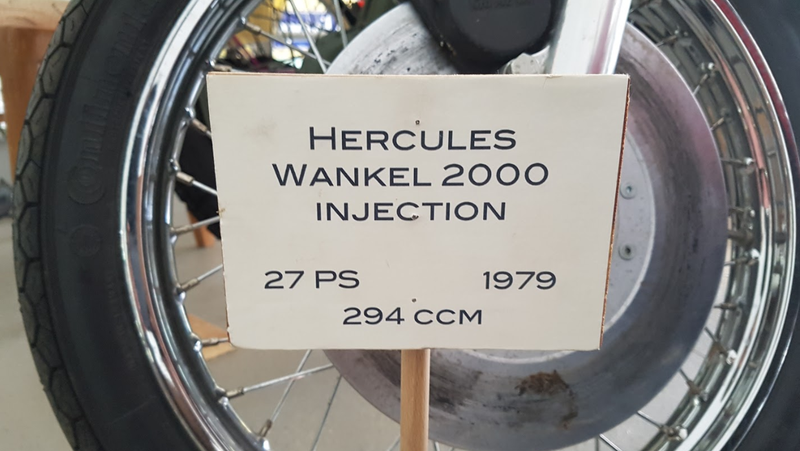 HERCULES
WANKEL 2000
INJECTION
27 PS 1979
294 CCM